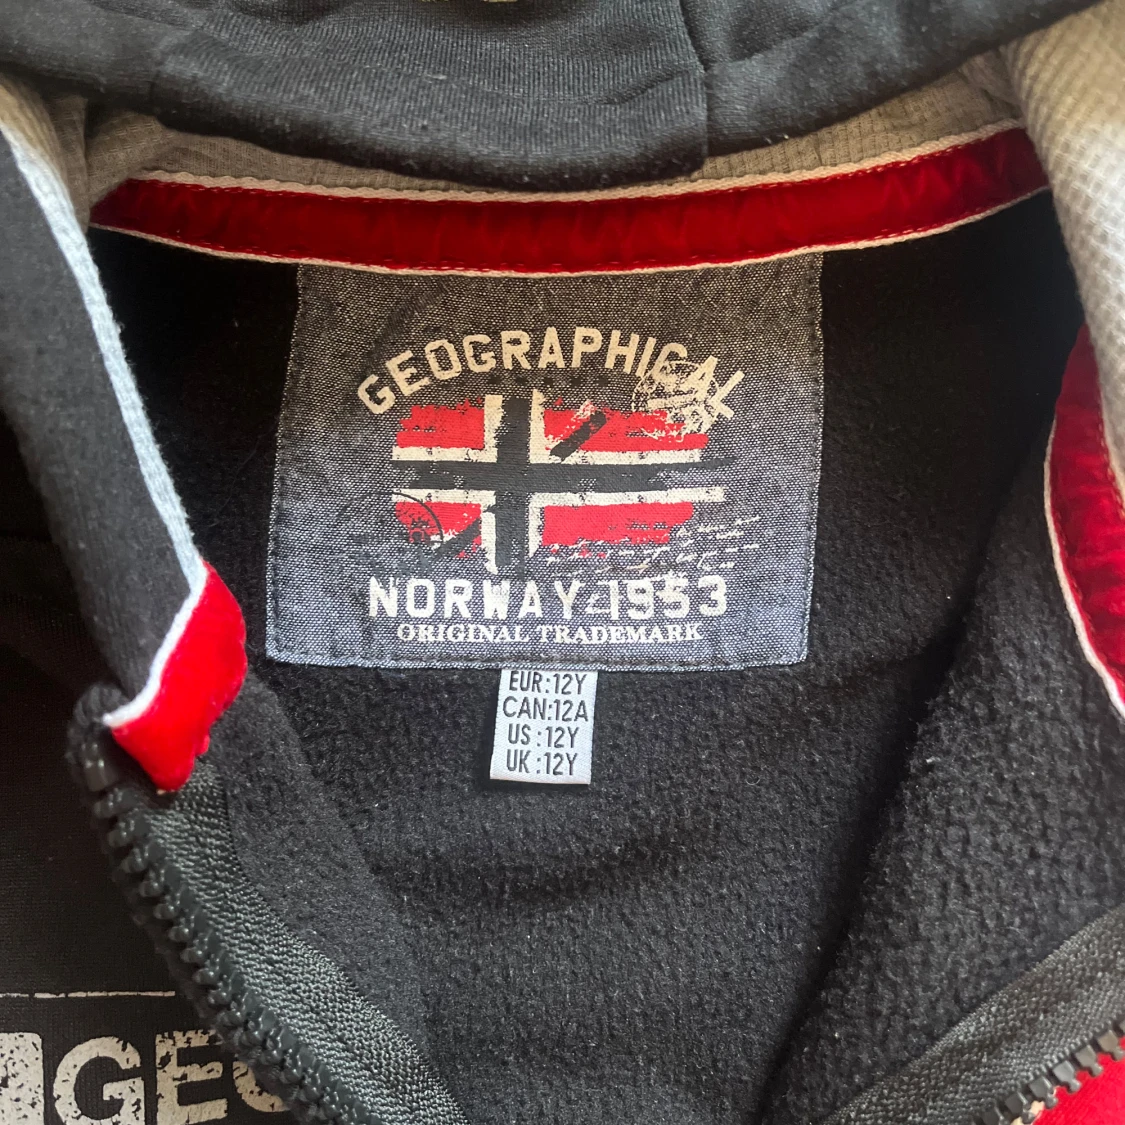 GEOGRAPHICAL
NORWAY 1953
ORIGINAL TRADEMARK
EUR:12Y
CAN:12A
US :12Y
UK :12Y
GEO